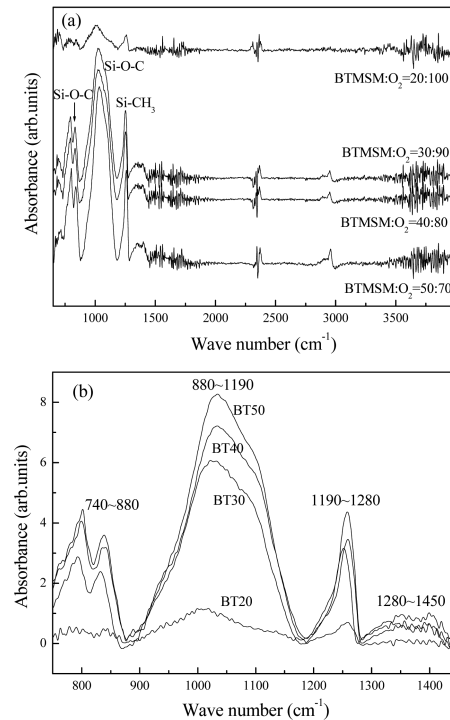 (a)
Si-O-C
Si-O-C
Si-CH3
BTMSM:O2=20:100
BTMSM:O2=30:90
BTMSM:O2=40:80
BTMSM:O2=50:70
Absorbance (arb.units)
1000 1500 2000 2500 3000 3500
Wave number (cm-1)
(b)
880~1190
BT50
BT40
BT30
BT20
740~880
1190~1280
1280~1450
8
6
4
2
0
Absorbance (arb.units)
800 900 1000 1100 1200 1300 1400
Wave number (cm-1)